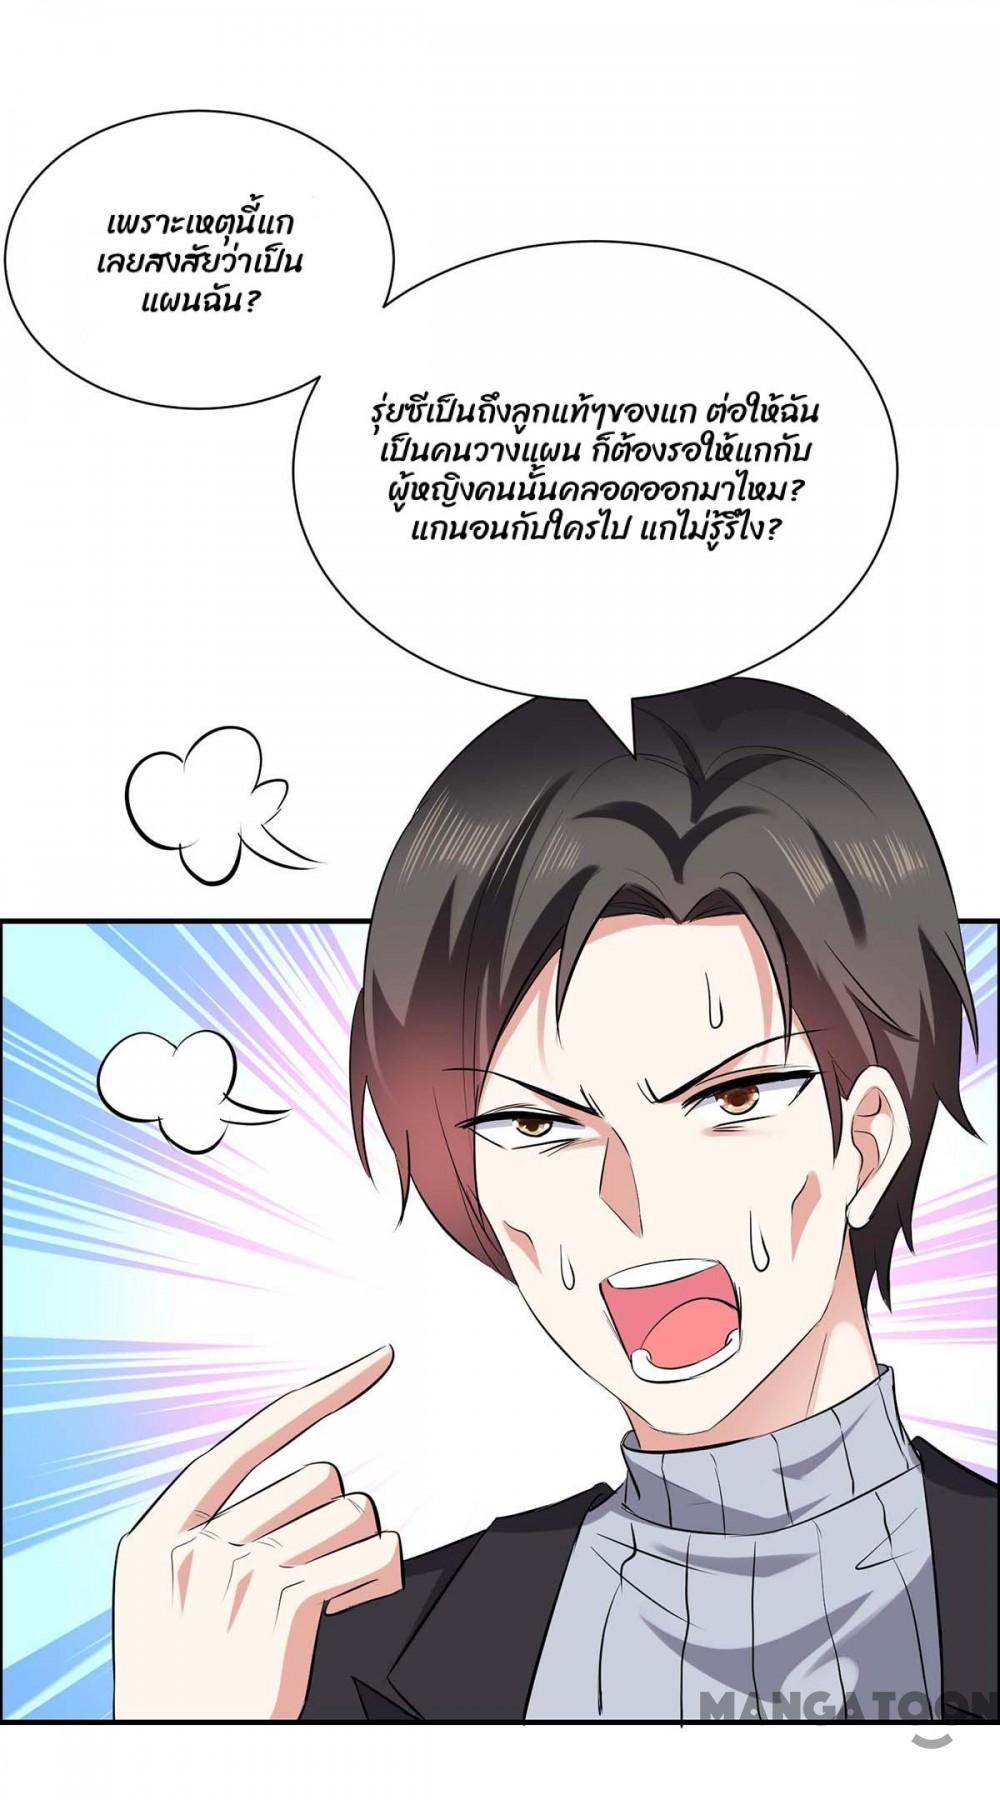 เพราะเหตุนี้แก
เลยสงสัยว่าเป็น
แผนฉัน?
รุ่ยซีเป็นถึงลูกแท้ๆของแก ต่อให้ฉัน
เป็นคนวางแผน ก็ต้องรอให้แกกับ
ผู้หญิงคนนั้นคลอดออกมาไหม?
แกนอนกับใครไป แกไม่รู้รึไง?
MANGATOON